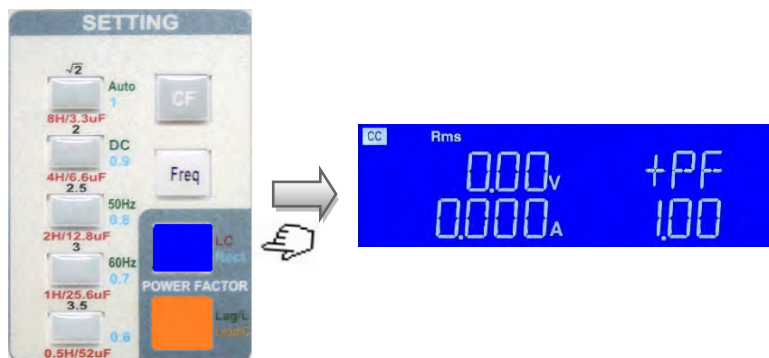 SETTING
√2
Auto
1
CF
8H/3.3uF
2
DC
0.9
4H/6.6uF
2.5
Freq
50Hz
0.8
2H/12.8uF
3
LC
Rect.
60Hz
0.7
POWER FACTOR
1H/25.6uF
3.5
Lag/L
Lead/C
0.6
0.5H/52uF
CC
Rms
0.00V
+PF
0.000A
1.00